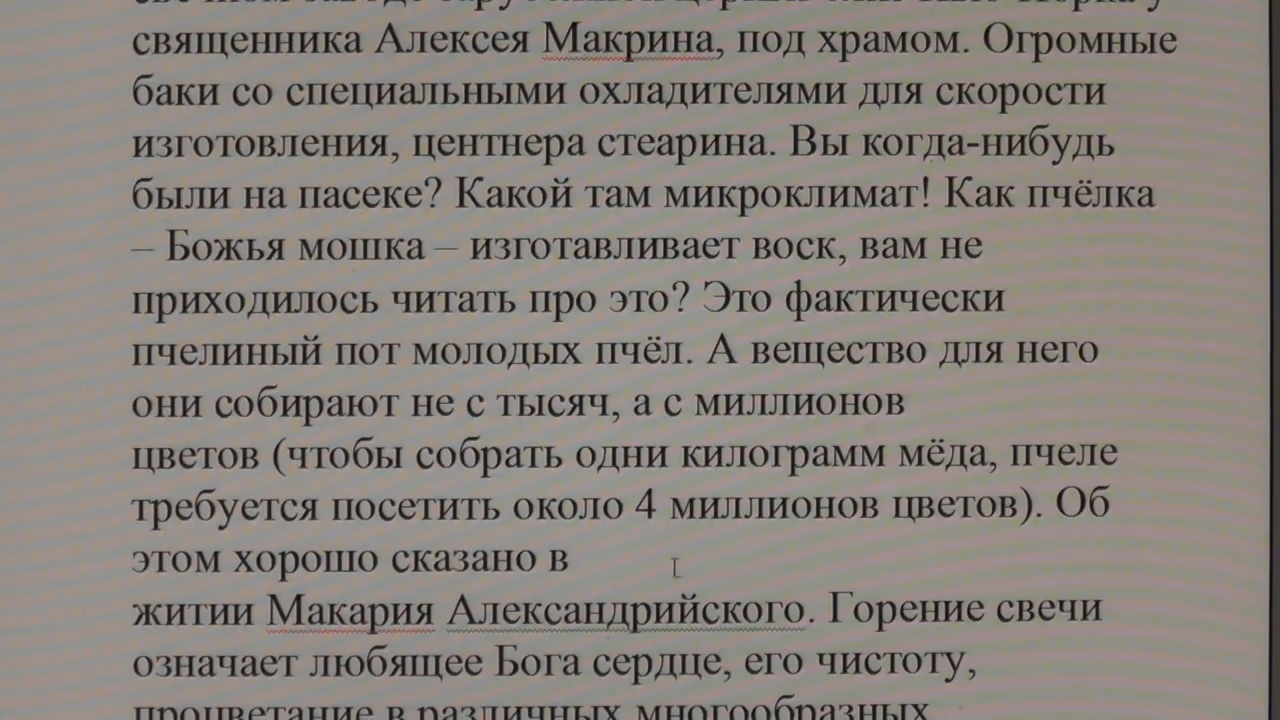 священника Алексея Макрина, под храмом. Огромные
баки со специальными охладителями для скорости
изготовления, центнера стеарина. Вы когда-нибудь
были на пасеке? Какой там микроклимат! Как пчёлка
– Божья мошка – изготавливает воск, вам не
приходилось читать про это? Это фактически
пчелиный пот молодых пчёл. А вещество для него
они собирают не с тысяч, а с миллионов
цветов (чтобы собрать одни килограмм мёда, пчеле
требуется посетить около 4 миллионов цветов). Об
этом хорошо сказано в
житии Макария Александрийского. Горение свечи
означает любящее Бога сердце, его чистоту,
процветание в различных многообразных